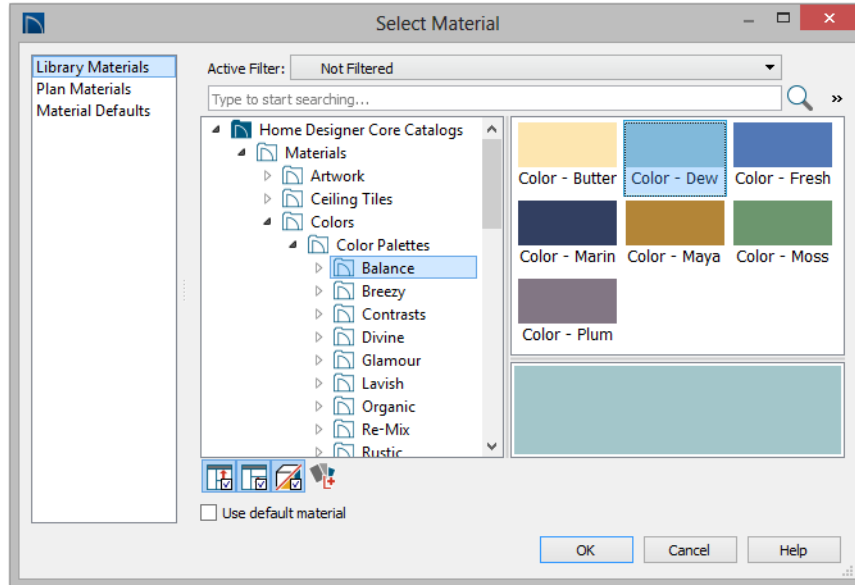 Select Material
Library Materials
Plan Materials
Material Defaults
Active Filter: Not Filtered
Type to start searching...
»
Home Designer Core Catalogs
Materials
Artwork
Ceiling Tiles
Colors
Color Palettes
Balance
Breezy
Contrasts
Divine
Glamour
Lavish
Organic
Re-Mix
Rustic
Color - Butter
Color - Dew
Color - Fresh
Color - Marin
Color - Maya
Color - Moss
Color - Plum
Use default material
OK
Cancel
Help